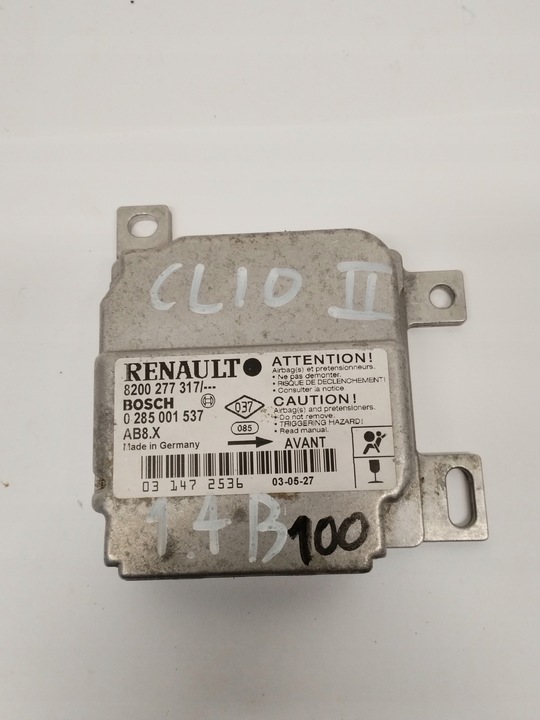 CLIO II
RENAULT
8200 277 317/---
BOSCH
0 285 001 537
AB8.X
Made in Germany
037
085
ATTENTION!
Airbag(s) et pretensionneurs.
• Ne pas demonter.
• RISQUE DE DECLENCHEMENT!
• Consulter la notice.
CAUTION!
Airbag(s) and pretensioners.
• Do not remove.
• TRIGGERING HAZARD!
• Read manual.
AVANT
03 147 2536
03-05-27
1.4B 100